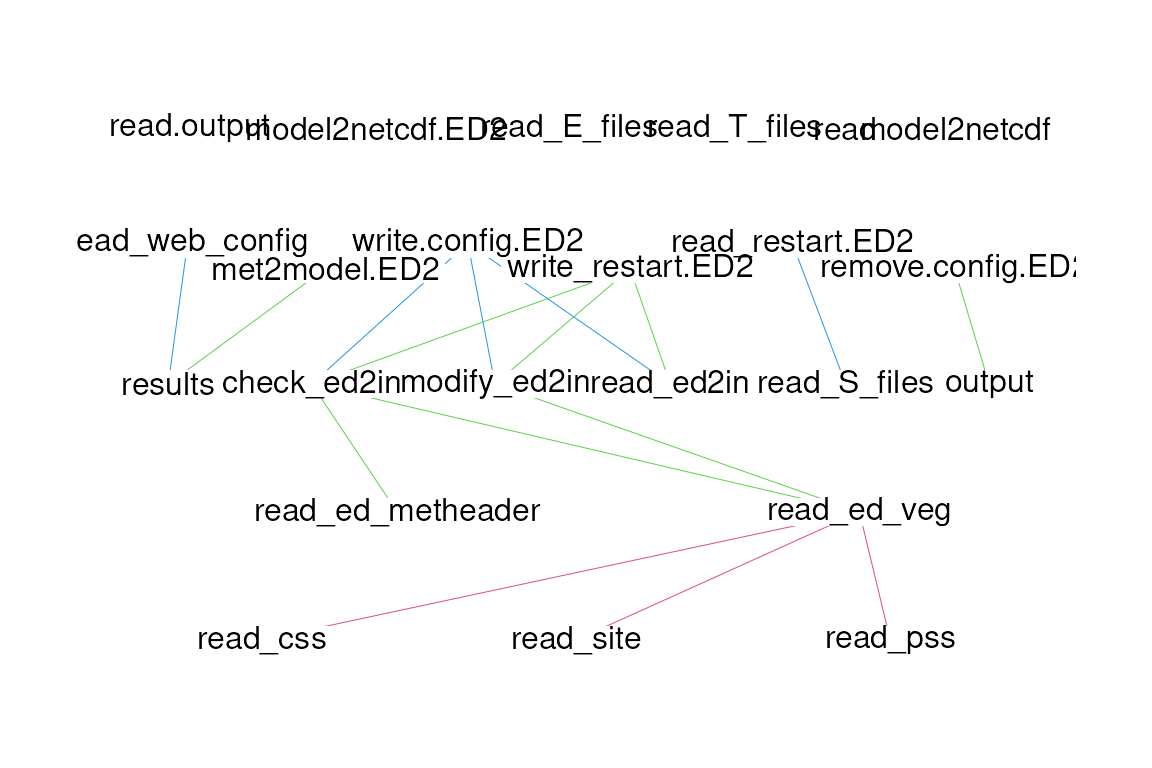 read.output model2netcdf.ED2 read_E_files read_T_files read model2netcdf
ead_web_config write.config.ED2 read_restart.ED2
met2model.ED2 write_restart.ED2 remove.config.ED2
results check_ed2in modify_ed2in read_ed2in read_S_files output
read_ed_metheader read_ed_veg
read_css read_site read_pss